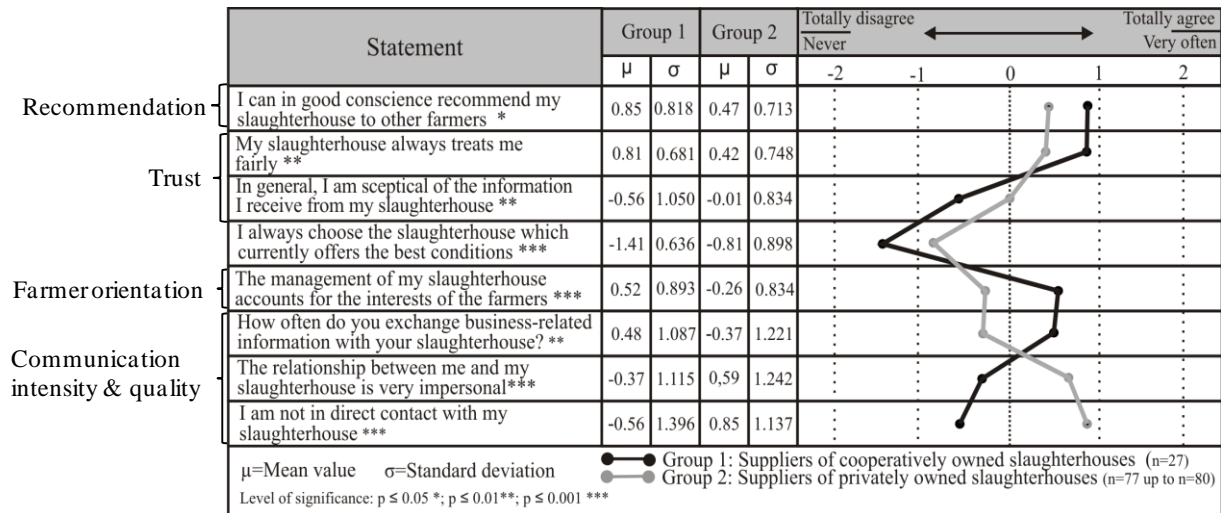 Statement
Group 1
Group 2
Totally disagree
Never
Totally agree
Very often
μ σ μ σ
-2 -1 0 1 2
Recommendation
I can in good conscience recommend my
slaughterhouse to other farmers *
0.85 0.818 0.47 0.713
Trust
My slaughterhouse always treats me
fairly **
0.81 0.681 0.42 0.748
In general, I am sceptical of the information
I receive from my slaughterhouse **
-0.56 1.050 -0.01 0.834
I always choose the slaughterhouse which
currently offers the best conditions ***
-1.41 0.636 -0.81 0.898
Farmer orientation
The management of my slaughterhouse
accounts for the interests of the farmers ***
0.52 0.893 -0.26 0.834
Communication
intensity & quality
How often do you exchange business-related
information with your slaughterhouse? **
0.48 1.087 -0.37 1.221
The relationship between me and my
slaughterhouse is very impersonal***
-0.37 1.115 0,59 1.242
I am not in direct contact with my
slaughterhouse ***
-0.56 1.396 0.85 1.137
μ=Mean value σ=Standard deviation
Level of significance: p ≤ 0.05 *; p ≤ 0.01**; p ≤ 0.001 ***
Group 1: Suppliers of cooperatively owned slaughterhouses (n=27)
Group 2: Suppliers of privately owned slaughterhouses (n=77 up to n=80)